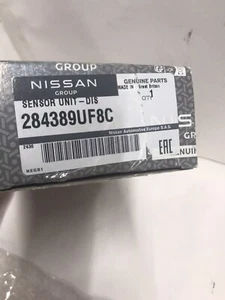 NISSAN
GROUP
GENUINE PARTS
MADE IN Great Britain
QTY
1
SENSOR UNIT-DIS
284389UF8C
Nissan Automotive Europe S.A.S.
EAC
GROUP
NIS